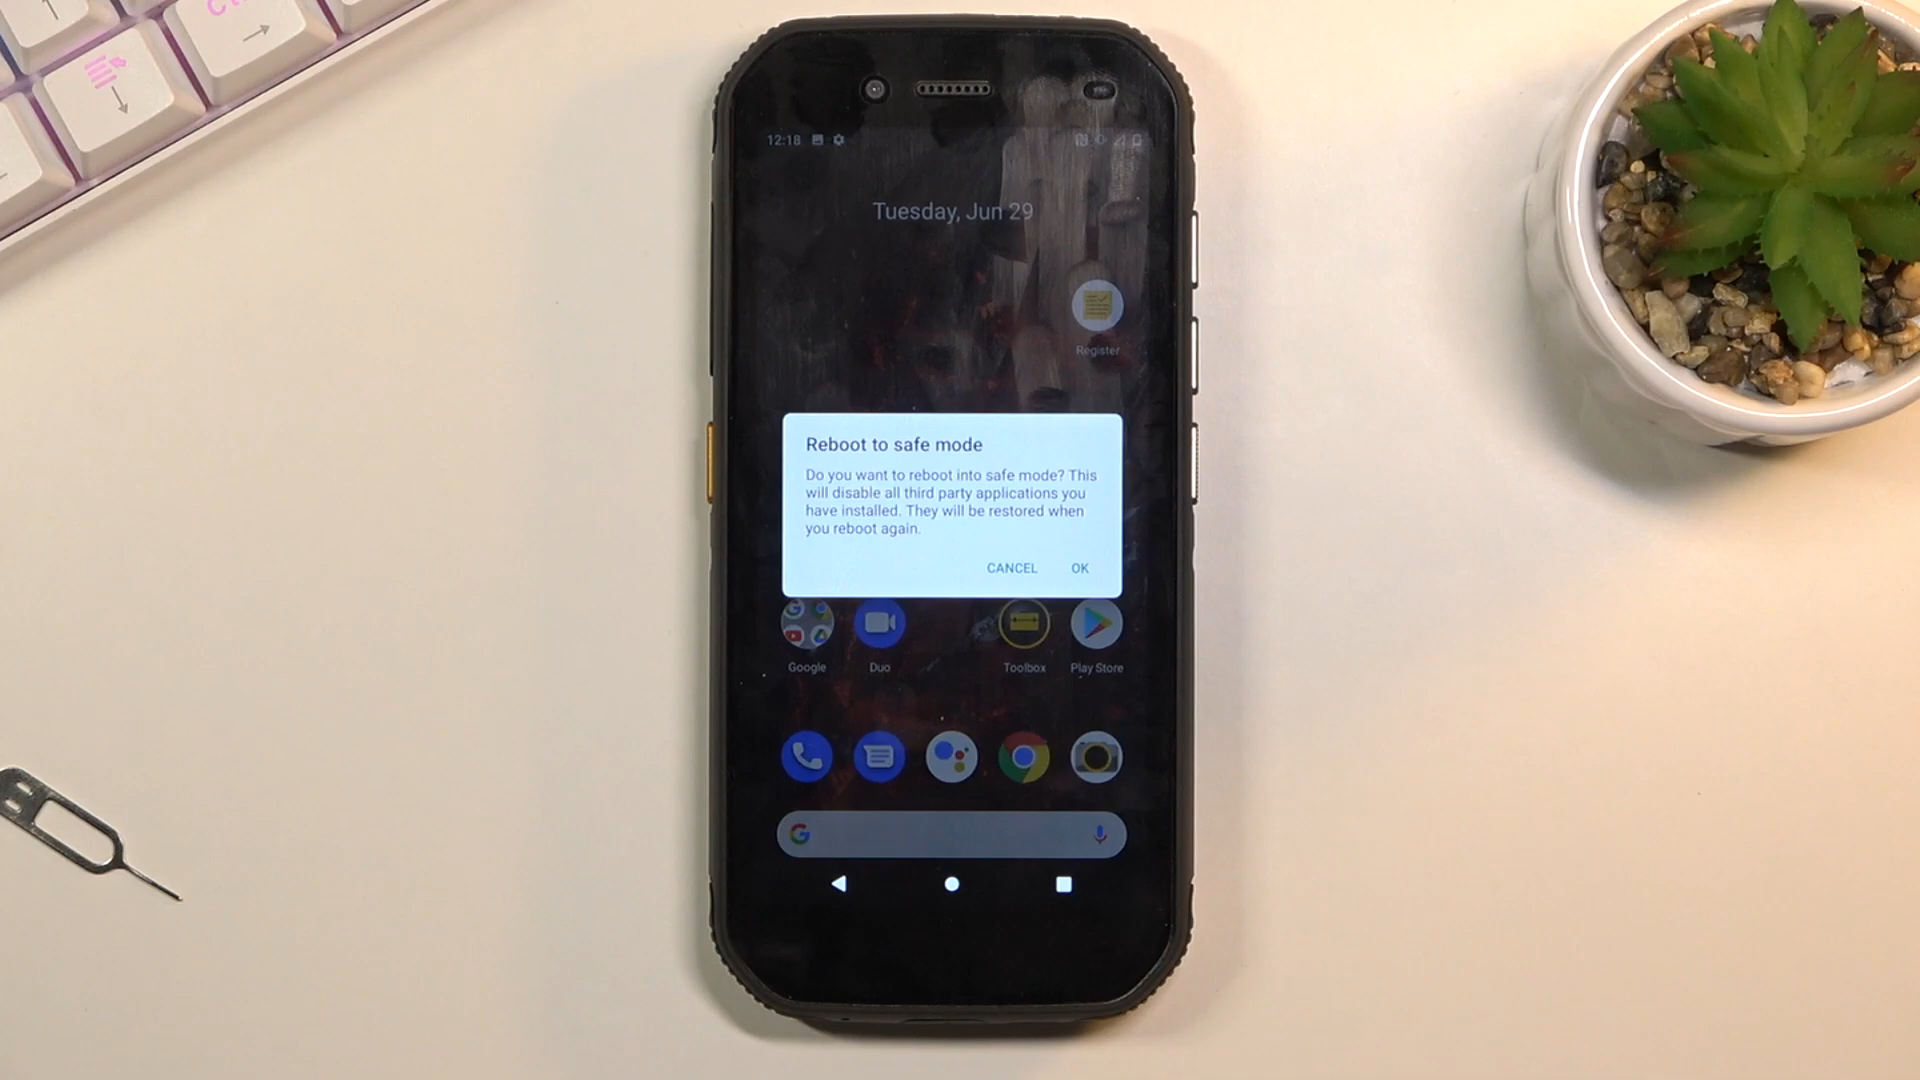 12:18
Tuesday, Jun 29
Register
Reboot to safe mode
Do you want to reboot into safe mode? This
will disable all third party applications you
have installed. They will be restored when
you reboot again.
CANCEL OK
Google Duo Toolbox Play Store